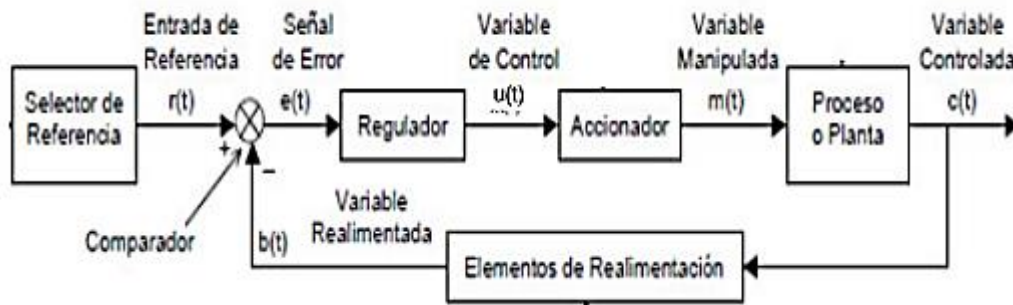 Entrada de
Referencia
r(t)
Señal
de Error
e(t)
Variable
de Control
u(t)
Variable
Manipulada
m(t)
Variable
Controlada
c(t)
Selector de
Referencia
+
−
Regulador
Accionador
Proceso
o Planta
Comparador
b(t)
Variable
Realimentada
Elementos de Realimentación